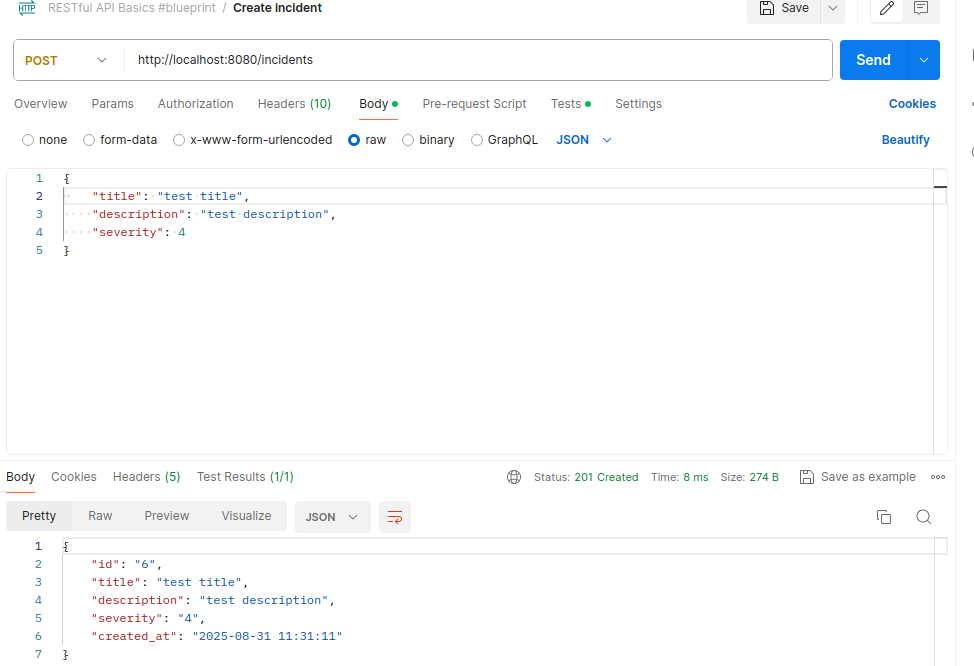 HTTP RESTful API Basics #blueprint / Create incident Save
POST http://localhost:8080/incidents Send
Overview Params Authorization Headers (10) Body Pre-request Script Tests Settings Cookies
none form-data x-www-form-urlencoded raw binary GraphQL JSON Beautify
1 {
2 "title": "test title",
3 "description": "test description",
4 "severity": 4
5 }
Body Cookies Headers (5) Test Results (1/1) Status: 201 Created Time: 8 ms Size: 274 B Save as example
Pretty Raw Preview Visualize JSON
1 {
2 "id": "6",
3 "title": "test title",
4 "description": "test description",
5 "severity": "4",
6 "created_at": "2025-08-31 11:31:11"
7 }